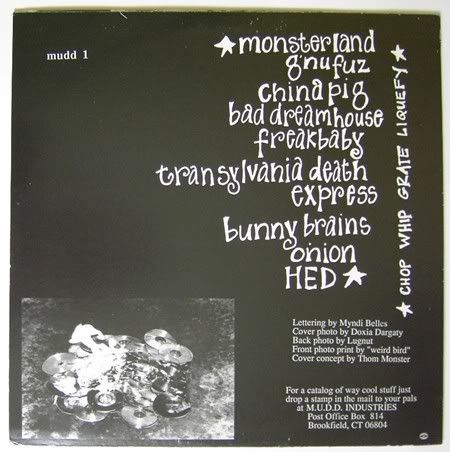 mudd 1
★ monsterland
gnufuz
china pig
bad dreamhouse
freakbaby
transylvania death
express
bunny brains
onion
HED ★
★ CHOP WHIP GRATE LIQUEFY ★
Lettering by Myndi Bellcs
Cover photo by Doxia Dargaty
Back photo by Lugnut
Front photo print by "weird bird"
Cover concept by Thom Monster
For a catalog of way cool stuff just
drop a stamp in the mail to your pals
at M.U.D.D. INDUSTRIES
Post Office Box 814
Brookfield, CT 06804